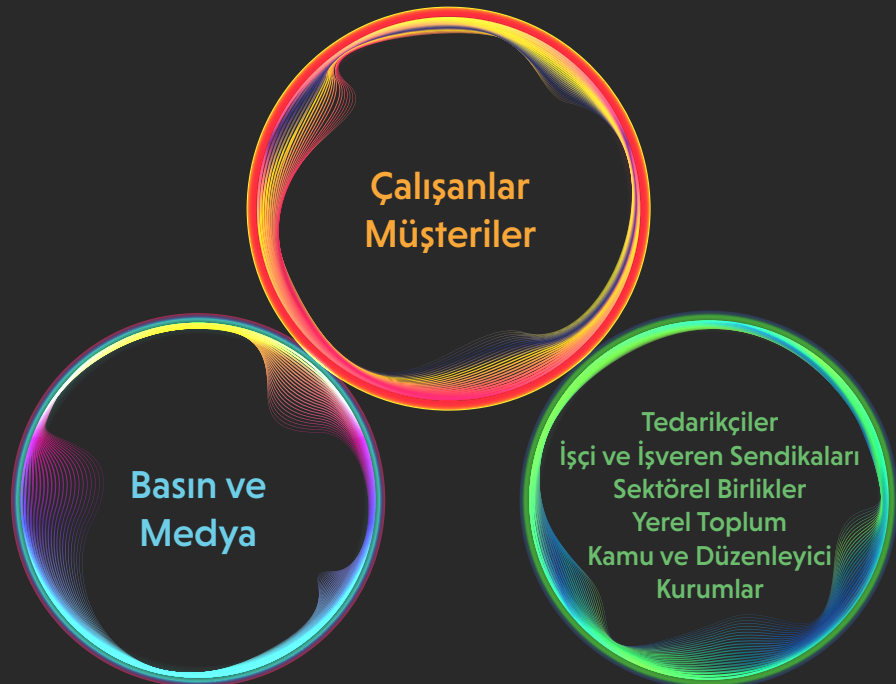 Çalışanlar
Müşteriler
Basın ve
Medya
Tedarikçiler
İşçi ve İşveren Sendikaları
Sektörel Birlikler
Yerel Toplum
Kamu ve Düzenleyici
Kurumlar